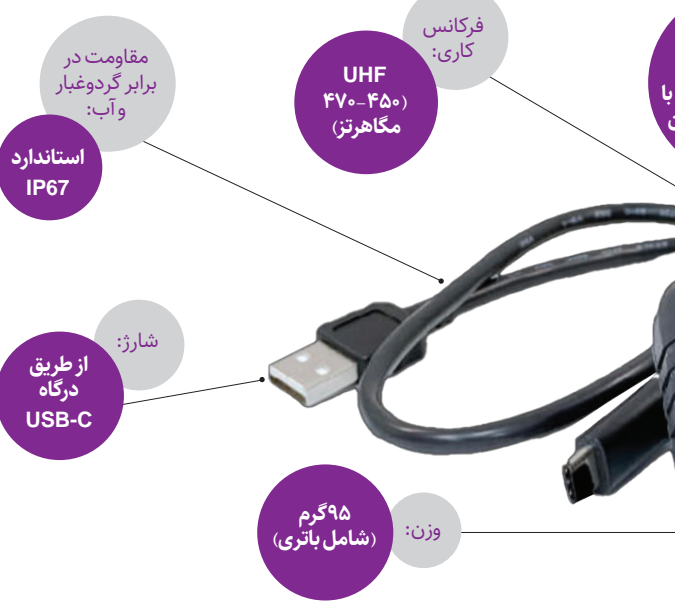 فرکانس
کاری:
UHF
(۴۵۰-۴۷۰
مگاهرتز)
با
مقاومت در
برابر گردوغبار
و آب:
استاندارد
IP67
شارژ:
از طریق
درگاه
USB-C
وزن:
۹۵گرم
(شامل باتری)